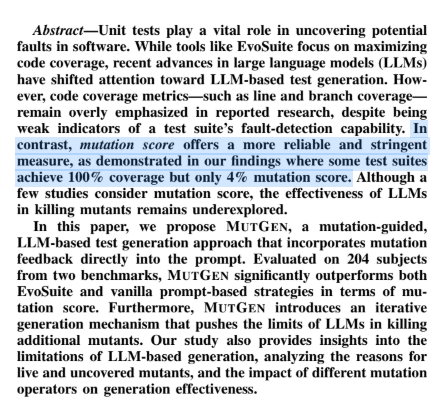 Abstract—Unit tests play a vital role in uncovering potential
faults in software. While tools like EvoSuite focus on maximizing
code coverage, recent advances in large language models (LLMs)
have shifted attention toward LLM-based test generation. How-
ever, code coverage metrics—such as line and branch coverage—
remain overly emphasized in reported research, despite being
weak indicators of a test suite's fault-detection capability. In
contrast, mutation score offers a more reliable and stringent
measure, as demonstrated in our findings where some test suites
achieve 100% coverage but only 4% mutation score. Although a
few studies consider mutation score, the effectiveness of LLMs
in killing mutants remains underexplored.
In this paper, we propose MUTGEN, a mutation-guided,
LLM-based test generation approach that incorporates mutation
feedback directly into the prompt. Evaluated on 204 subjects
from two benchmarks, MUTGEN significantly outperforms both
EvoSuite and vanilla prompt-based strategies in terms of mu-
tation score. Furthermore, MUTGEN introduces an iterative
generation mechanism that pushes the limits of LLMs in killing
additional mutants. Our study also provides insights into the
limitations of LLM-based generation, analyzing the reasons for
live and uncovered mutants, and the impact of different mutation
operators on generation effectiveness.